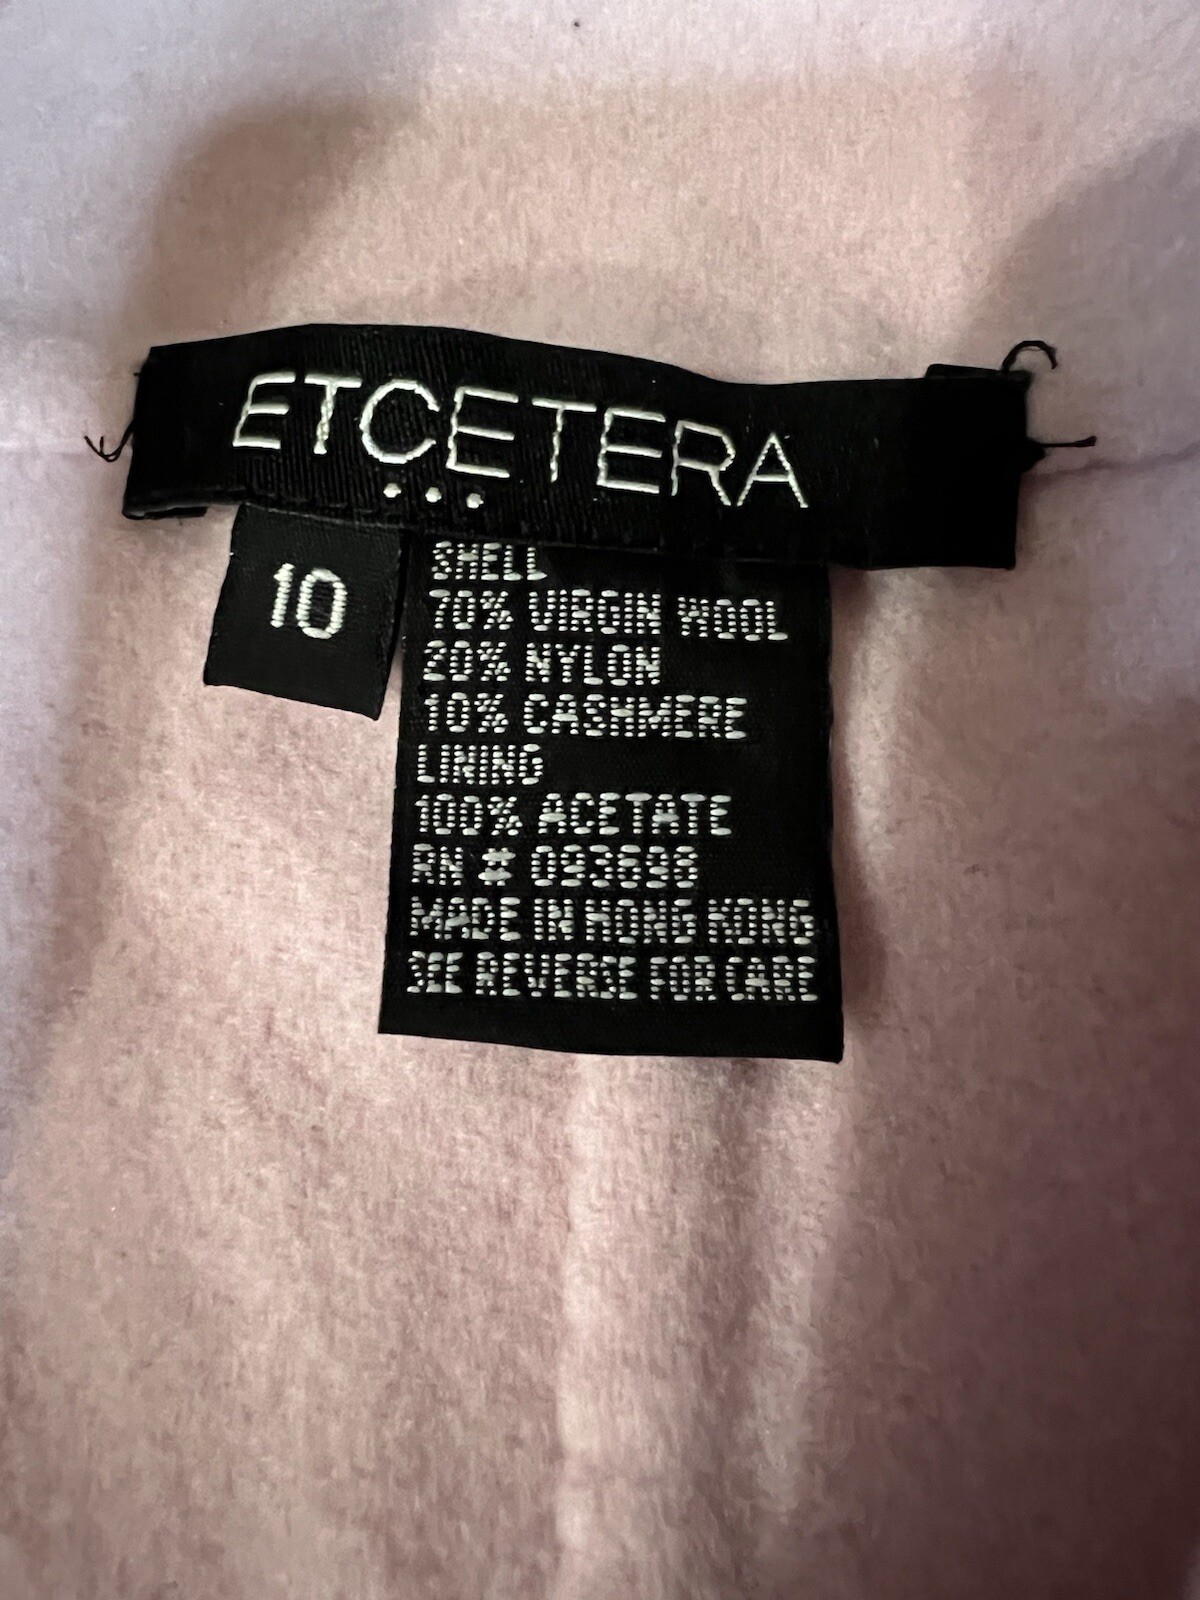 ETCETERA
...
10
SHELL
70% VIRGIN WOOL
20% NYLON
10% CASHMERE
LINING
100% ACETATE
RN # 093698
MADE IN HONG KONG
SEE REVERSE FOR CARE